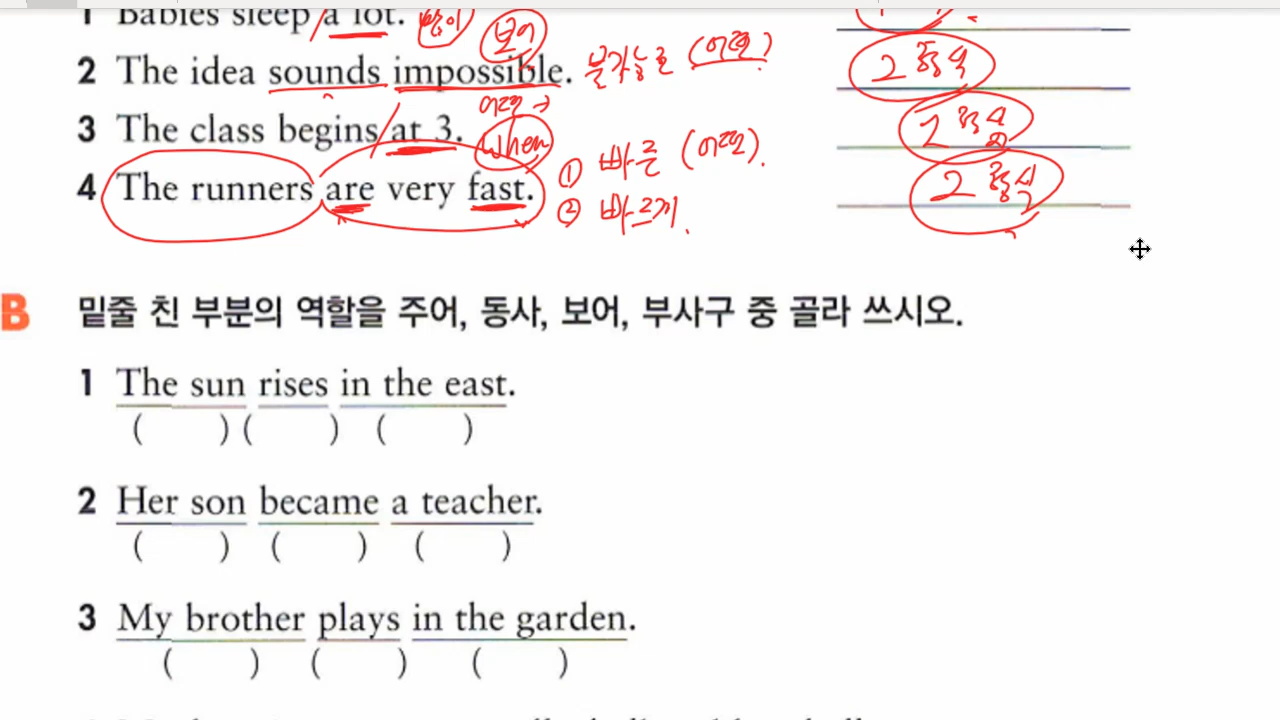 1 Babies sleep a lot. 많이
보어
2 The idea sounds impossible. 불가능한 (어떤) 2 형식
어떤 →
3 The class begins at 3. When 2 형식
4 The runners are very fast. ① 빠른 (어떤). 2 형식
② 빠르게.
B 밑줄 친 부분의 역할을 주어, 동사, 보어, 부사구 중 골라 쓰시오.
1 The sun rises in the east.
( ) ( ) ( )
2 Her son became a teacher.
( ) ( ) ( )
3 My brother plays in the garden.
( ) ( ) ( )